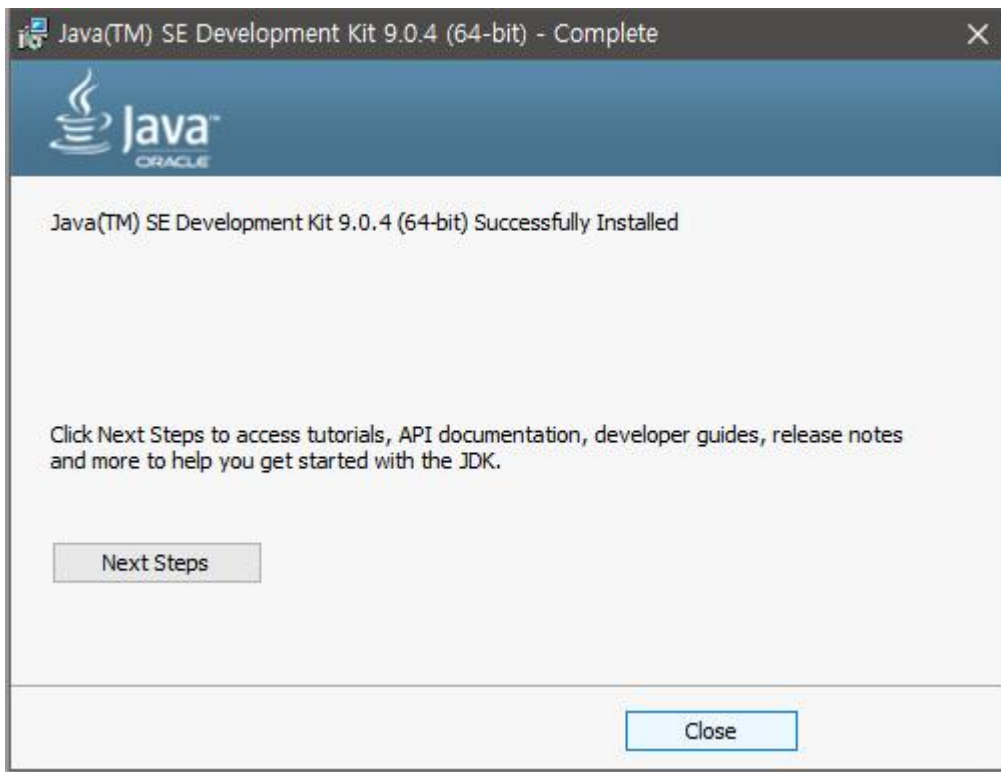 Java(TM) SE Development Kit 9.0.4 (64-bit) - Complete
Java™
ORACLE
Java(TM) SE Development Kit 9.0.4 (64-bit) Successfully Installed
Click Next Steps to access tutorials, API documentation, developer guides, release notes
and more to help you get started with the JDK.
Next Steps
Close